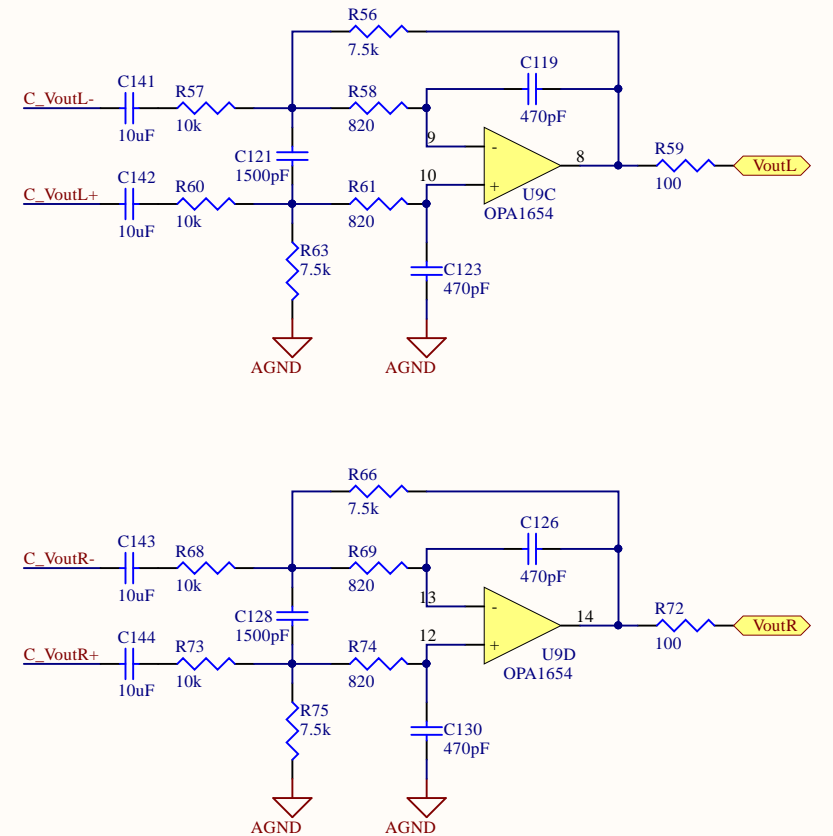 R56
7.5k
C141
C_VoutL-
10uF
R57
10k
R58
820
C119
470pF
9
C121
1500pF
10
8
R59
100
VoutL
C142
C_VoutL+
10uF
R60
10k
R61
820
-
+
U9C
OPA1654
R63
7.5k
C123
470pF
AGND
AGND
R66
7.5k
C143
C_VoutR-
10uF
R68
10k
R69
820
C126
470pF
13
C128
1500pF
12
14
R72
100
VoutR
C144
C_VoutR+
10uF
R73
10k
R74
820
-
+
U9D
OPA1654
R75
7.5k
C130
470pF
AGND
AGND